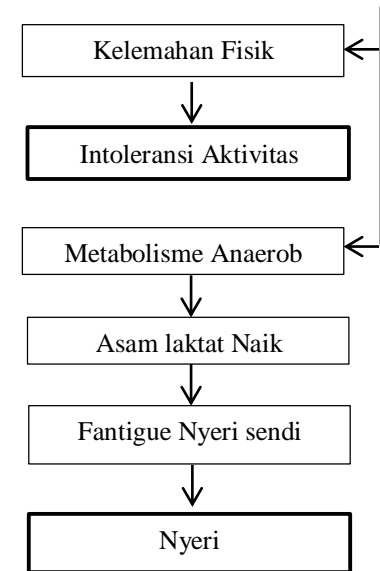 Kelemahan Fisik
Intoleransi Aktivitas
Metabolisme Anaerob
Asam laktat Naik
Fantigue Nyeri sendi
Nyeri